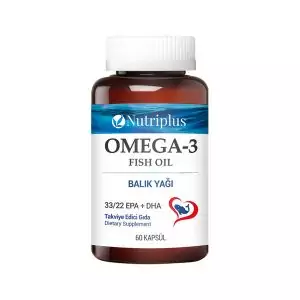 Nutriplus
OMEGA-3
FISH OIL
BALIK YAĞI
33/22 EPA + DHA
Takviye Edici Gıda
Dietary Supplement
60 KAPSÜL